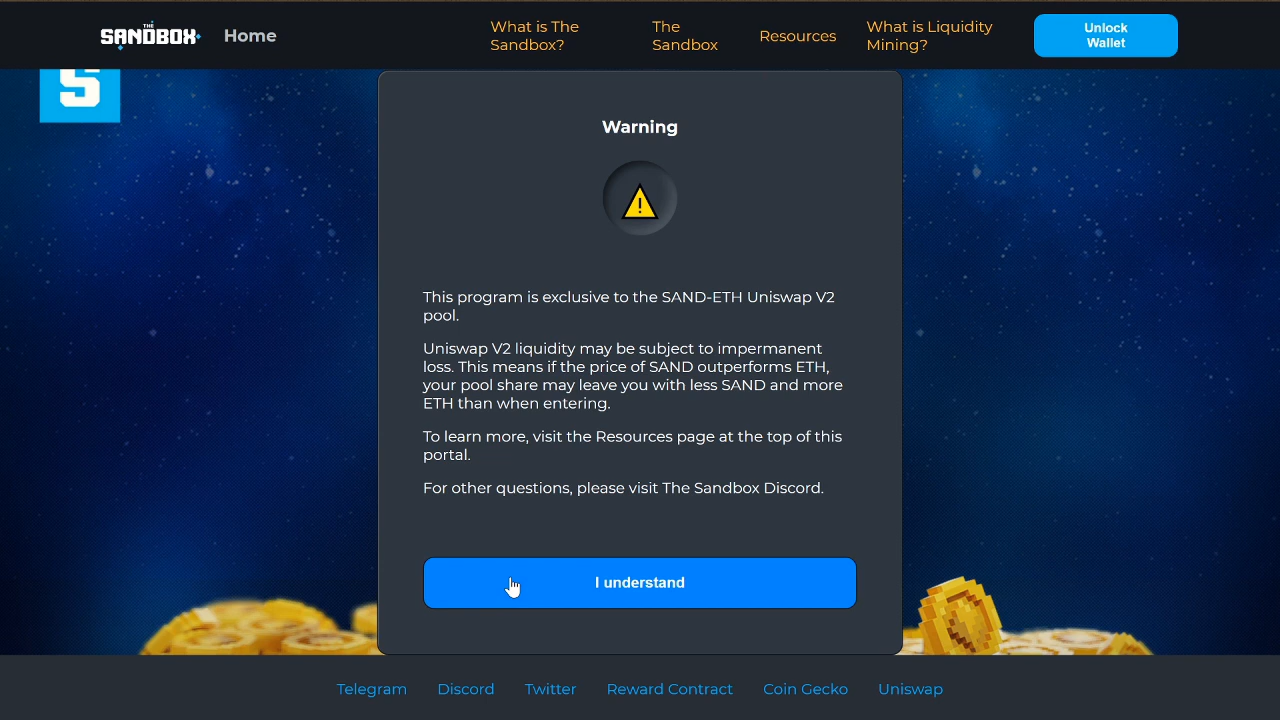 THE
SANDBOX
Home
What is The
Sandbox?
The
Sandbox
Resources
What is Liquidity
Mining?
Unlock
Wallet
S
Warning
This program is exclusive to the SAND-ETH Uniswap V2
pool.
Uniswap V2 liquidity may be subject to impermanent
loss. This means if the price of SAND outperforms ETH,
your pool share may leave you with less SAND and more
ETH than when entering.
To learn more, visit the Resources page at the top of this
portal.
For other questions, please visit The Sandbox Discord.
I understand
Telegram
Discord
Twitter
Reward Contract
Coin Gecko
Uniswap